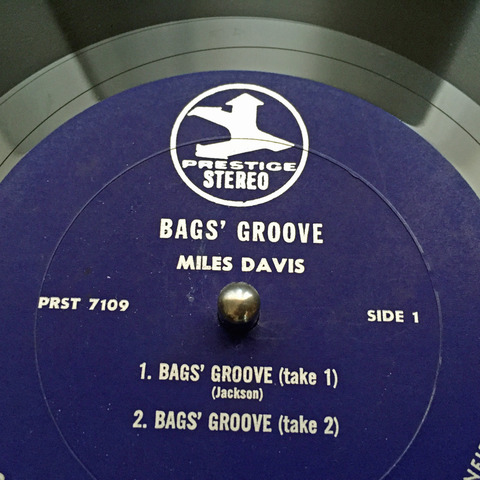 PRESTIGE
STEREO
BAGS' GROOVE
MILES DAVIS
PRST 7109
SIDE 1
1. BAGS' GROOVE (take 1)
(Jackson)
2. BAGS' GROOVE (take 2)